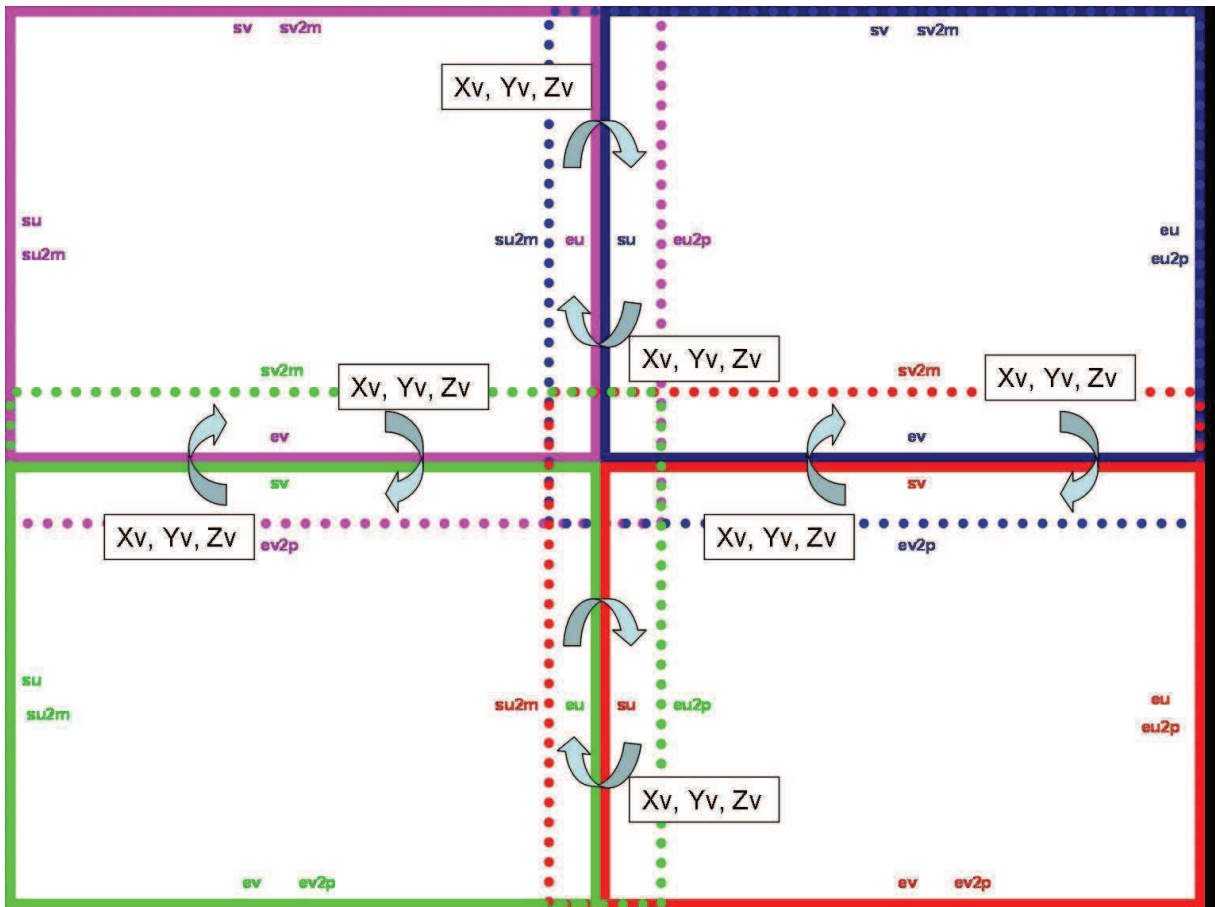 sv sv2m
sv sv2m
Xv, Yv, Zv
su
su2m
su2m eu su eu2p
eu
eu2p
Xv, Yv, Zv
sv2m
Xv, Yv, Zv
sv2m
Xv, Yv, Zv
ev
ev
sv
sv
Xv, Yv, Zv
ev2p
Xv, Yv, Zv
ev2p
su
su2m
su2m eu su eu2p
eu
eu2p
Xv, Yv, Zv
ev ev2p
ev ev2p